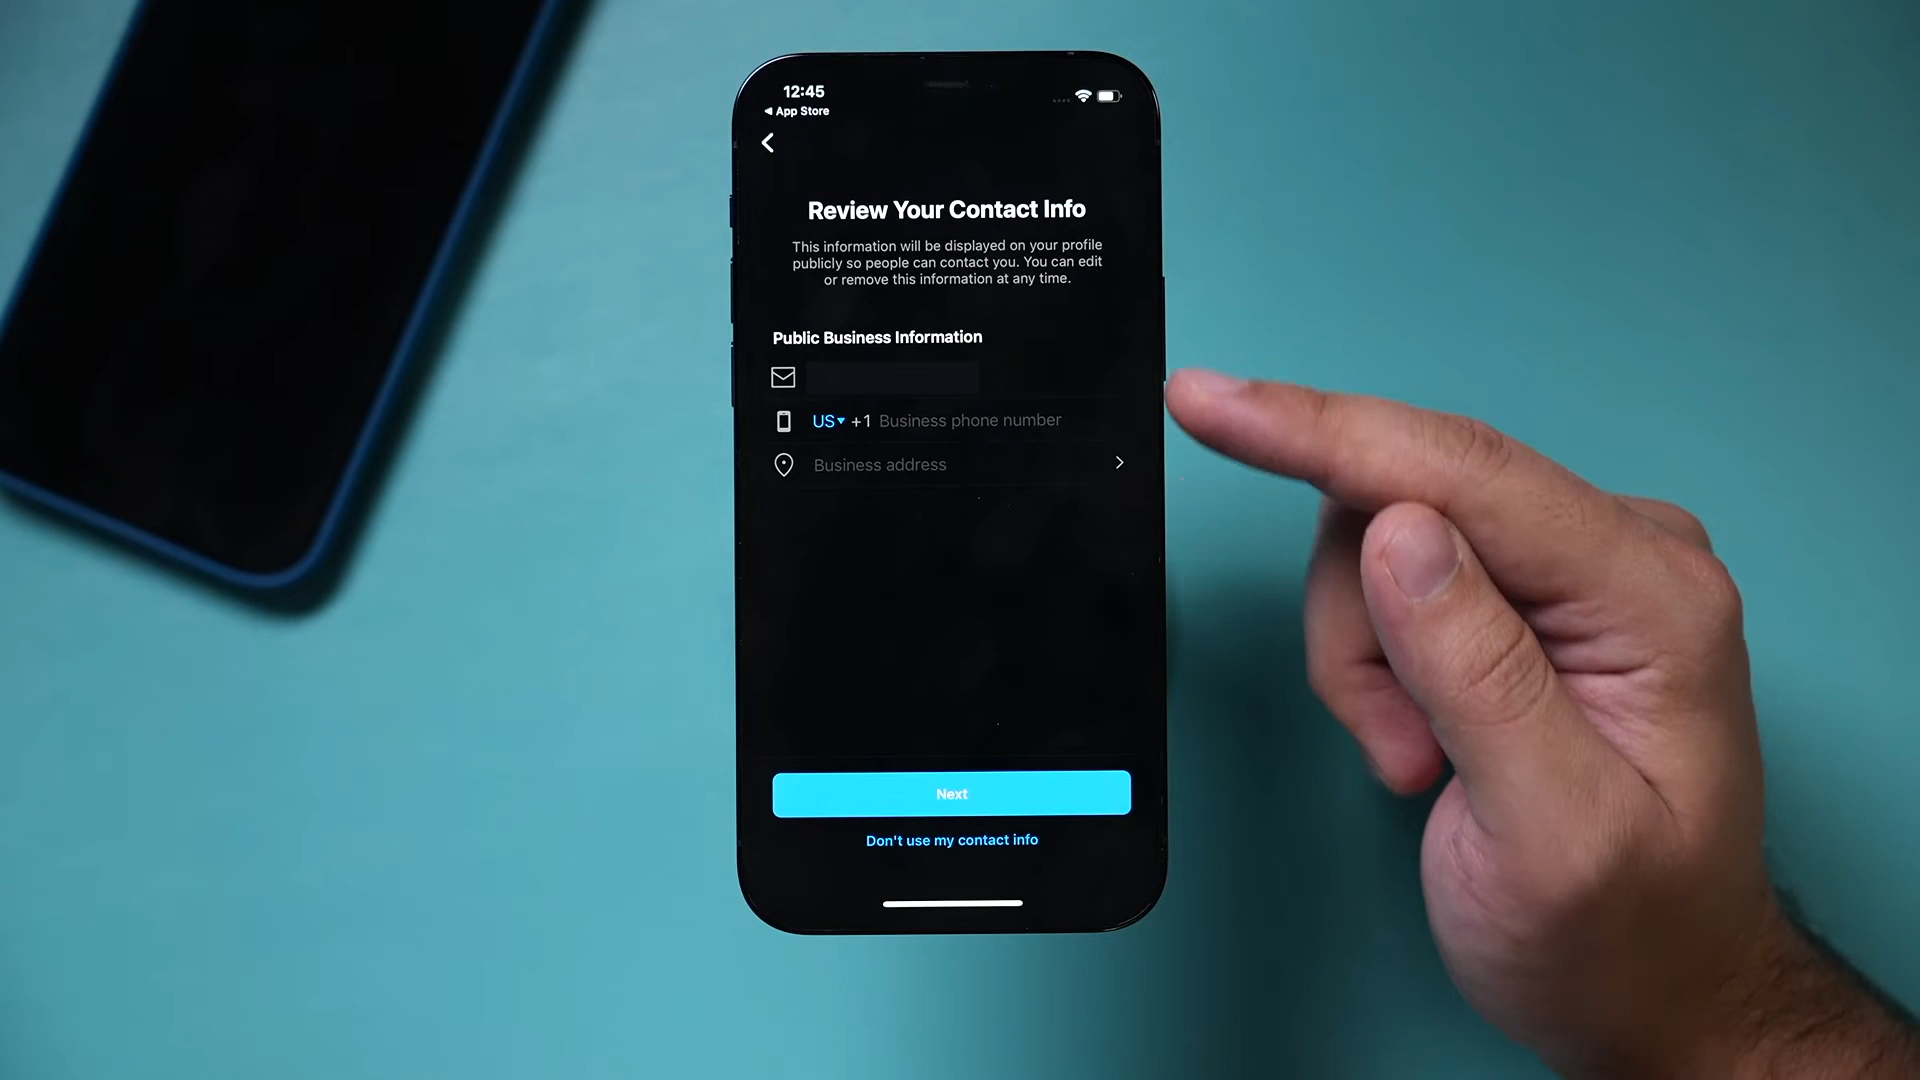 12:45
◀ App Store
Review Your Contact Info
This information will be displayed on your profile
publicly so people can contact you. You can edit
or remove this information at any time.
Public Business Information
US▾ +1 Business phone number
Business address
Next
Don't use my contact info